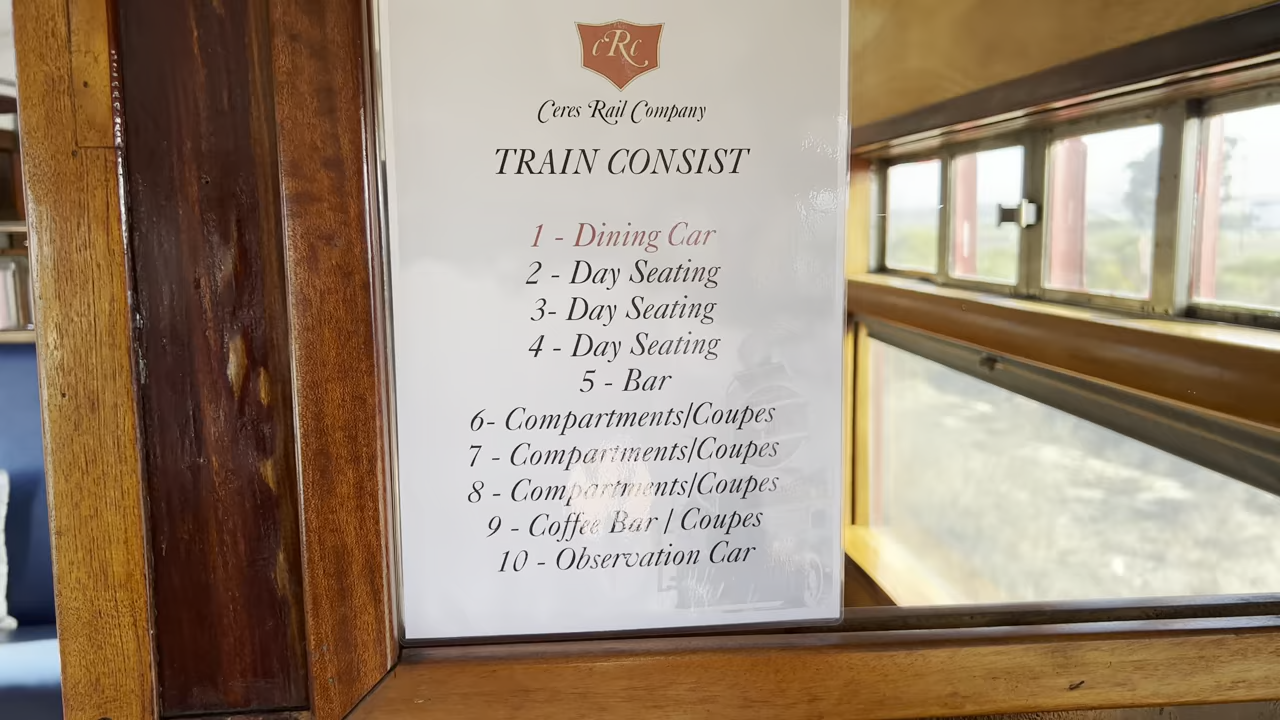 cRc
Ceres Rail Company
TRAIN CONSIST
1 - Dining Car
2 - Day Seating
3- Day Seating
4 - Day Seating
5 - Bar
6- Compartments/Coupes
7 - Compartments/Coupes
8 - Compartments/Coupes
9 - Coffee Bar / Coupes
10 - Observation Car